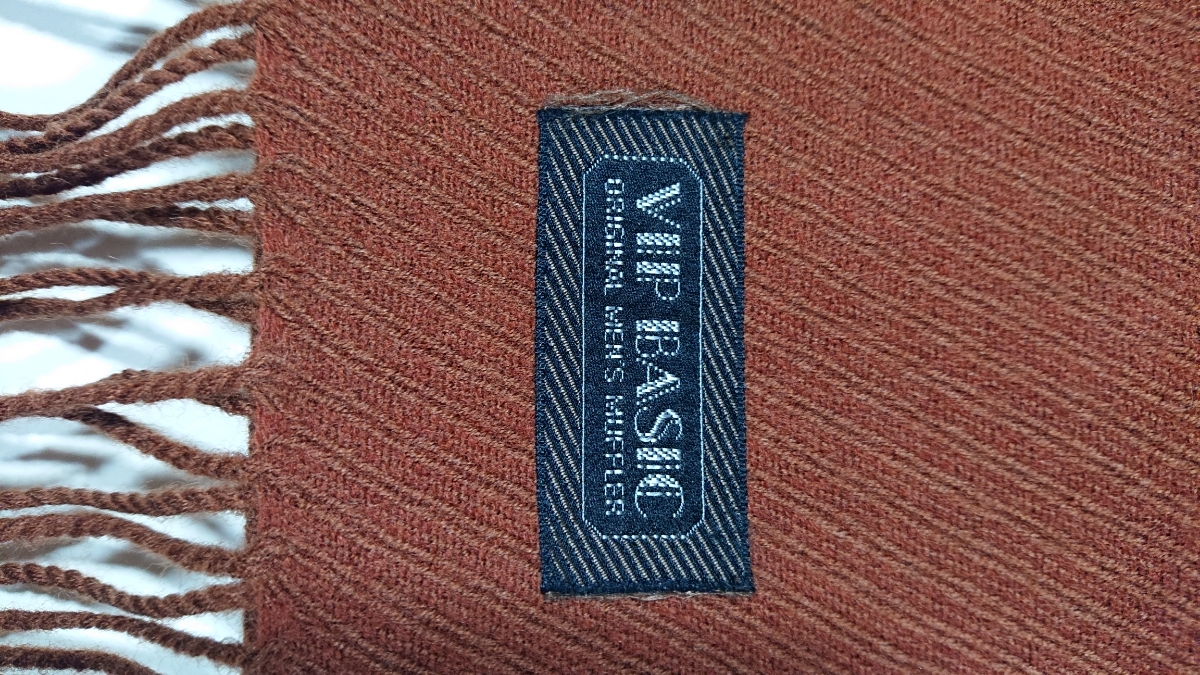 VIP BASIC
ORIGINAL MEN'S MUFFLER